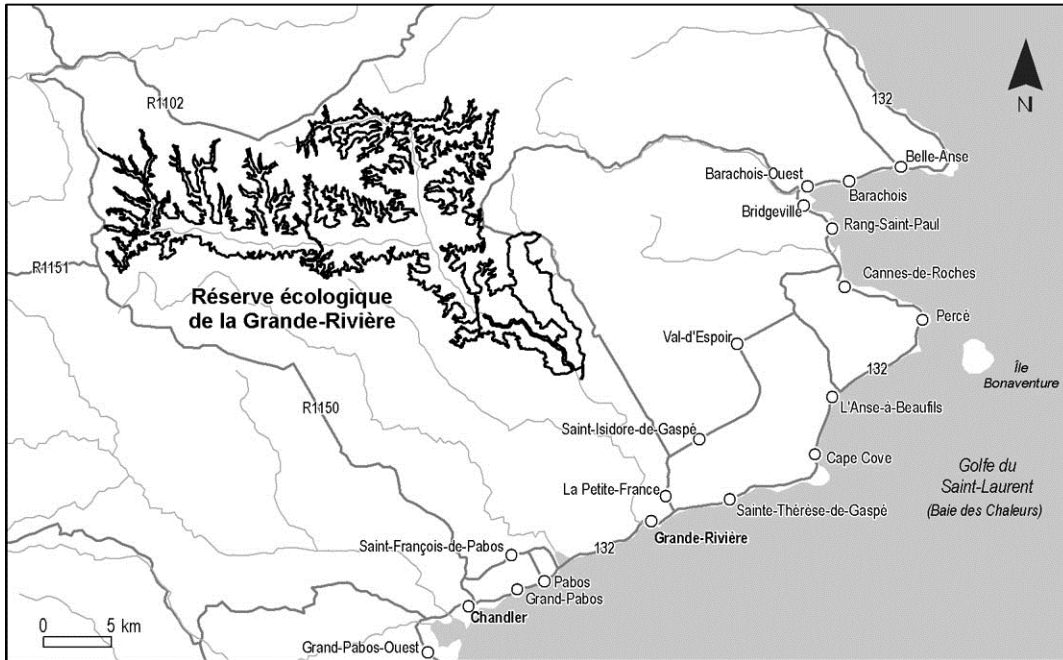 R1102
132
N
Belle-Anse
Barachois-Ouest
Barachois
Bridgeville
Rang-Saint-Paul
R1151
Cannes-de-Roches
Réserve écologique
de la Grande-Rivière
Percé
Val-d'Espoir
Île
Bonaventure
132
R1150
L'Anse-à-Beaufils
Saint-Isidore-de-Gaspé
Cape Cove
Golfe du
Saint-Laurent
(Baie des Chaleurs)
La Petite-France
Sainte-Thérèse-de-Gaspé
Grande-Rivière
132
Saint-François-de-Pabos
Pabos
Grand-Pabos
Chandler
0 5 km
Grand-Pabos-Ouest